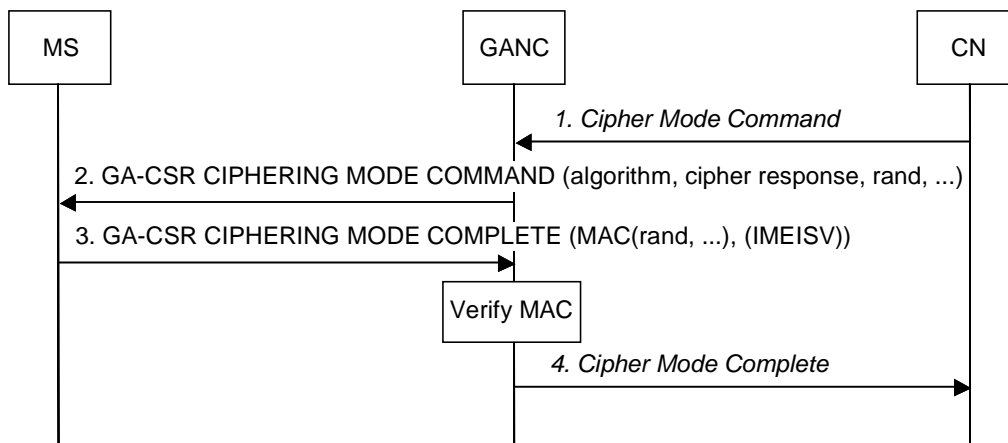 MS
GANC
CN
1. Cipher Mode Command
2. GA-CSR CIPHERING MODE COMMAND (algorithm, cipher response, rand, ...)
3. GA-CSR CIPHERING MODE COMPLETE (MAC(rand, ...), (IMEISV))
Verify MAC
4. Cipher Mode Complete